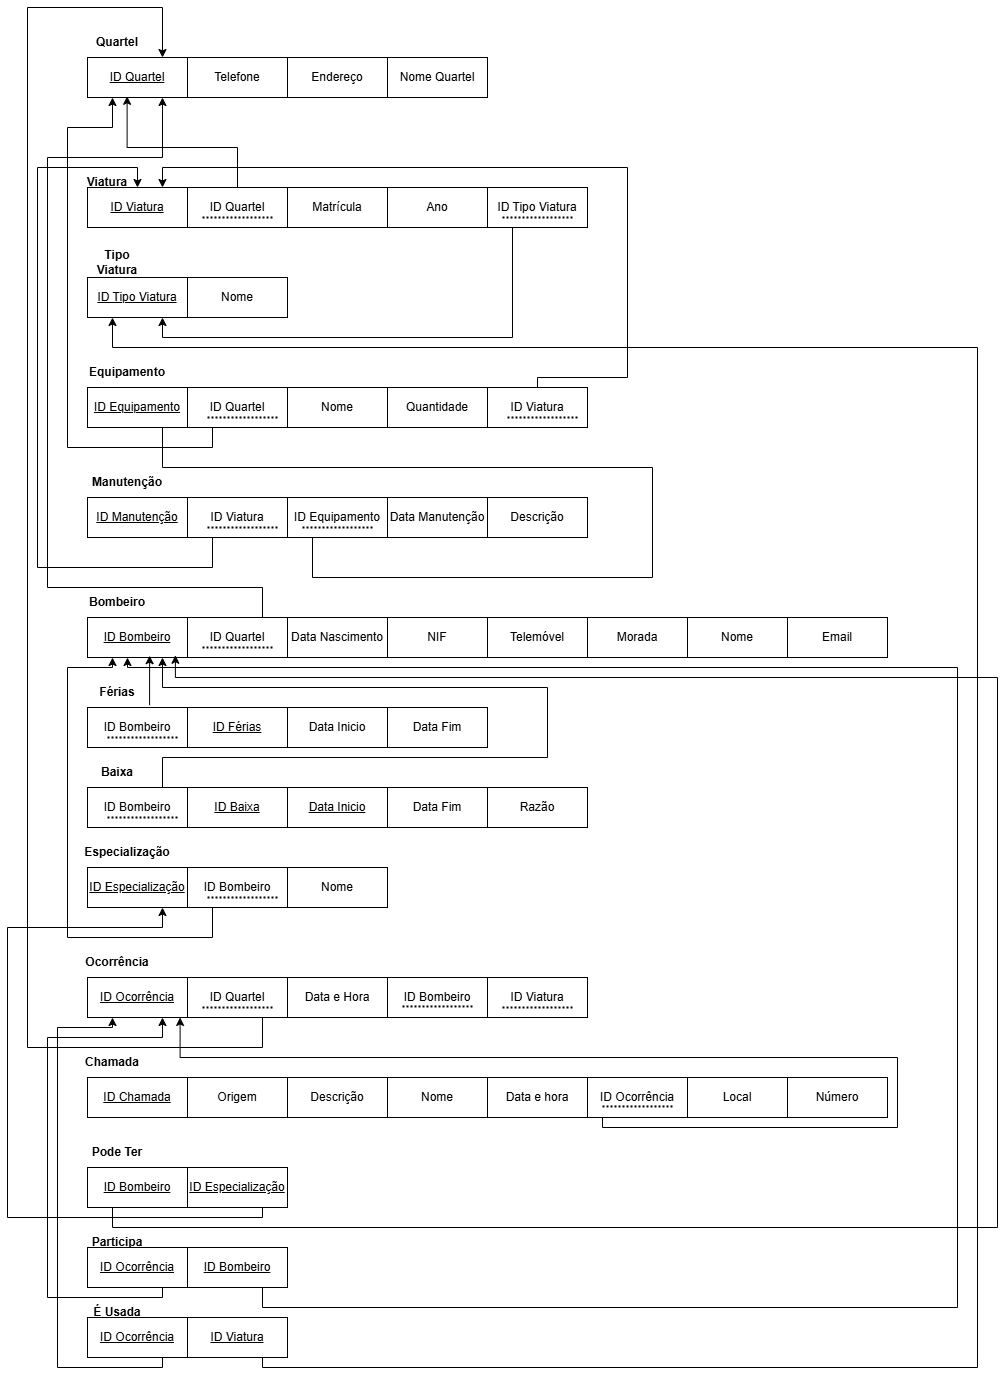 Quartel
ID Quartel Telefone Endereço Nome Quartel
Viatura
ID Viatura ID Quartel Matrícula Ano ID Tipo Viatura
Tipo
Viatura
ID Tipo Viatura Nome
Equipamento
ID Equipamento ID Quartel Nome Quantidade ID Viatura
Manutenção
ID Manutenção ID Viatura ID Equipamento Data Manutenção Descrição
Bombeiro
ID Bombeiro ID Quartel Data Nascimento NIF Telemóvel Morada Nome Email
Férias
ID Bombeiro ID Férias Data Inicio Data Fim
Baixa
ID Bombeiro ID Baixa Data Inicio Data Fim Razão
Especialização
ID Especialização ID Bombeiro Nome
Ocorrência
ID Ocorrência ID Quartel Data e Hora ID Bombeiro ID Viatura
Chamada
ID Chamada Origem Descrição Nome Data e hora ID Ocorrência Local Número
Pode Ter
ID Bombeiro ID Especialização
Participa
ID Ocorrência ID Bombeiro
É Usada
ID Ocorrência ID Viatura